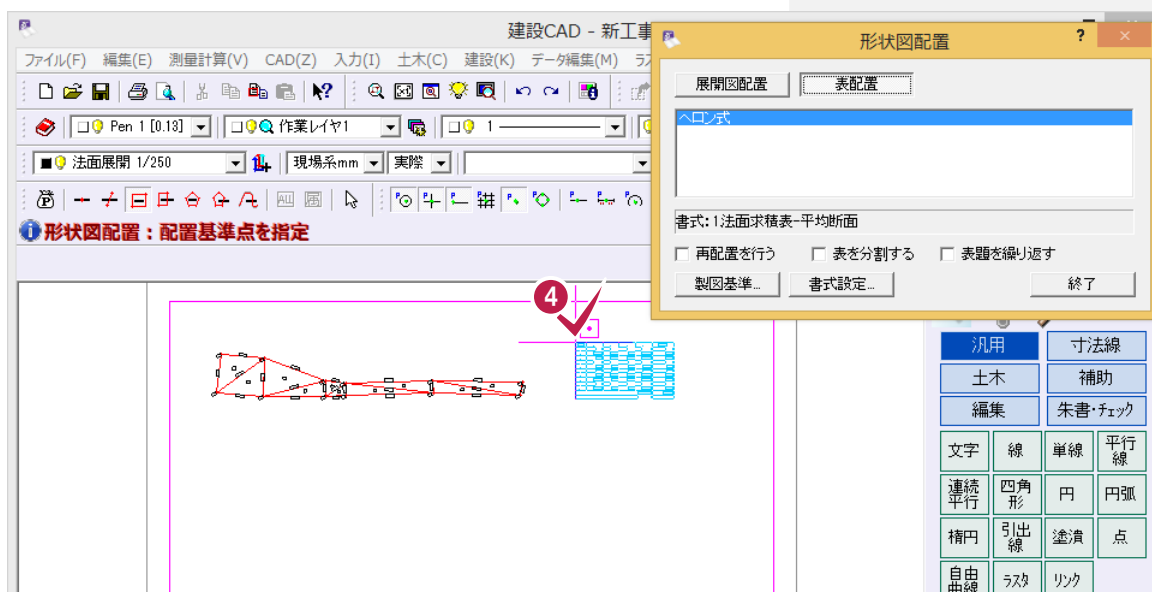 建設CAD - 新工事
ファイル(F) 編集(E) 測量計算(V) CAD(Z) 入力(I) 土木(C) 建設(K) データ編集(M)
Pen 1 [0.13] 作業レイヤ1 1
法面展開 1/250 現場系mm 実際
形状図配置：配置基準点を指定
4
形状図配置 ? ×
展開図配置 表配置
ヘロン式
書式:1法面求積表-平均断面
再配置を行う 表を分割する 表題を繰り返す
製図基準... 書式設定... 終了
汎用 寸法線
土木 補助
編集 朱書・チェック
文字 線 単線 平行線
連続平行 四角形 円 円弧
楕円 引出線 塗潰 点
自由曲線 ラスタ リンク